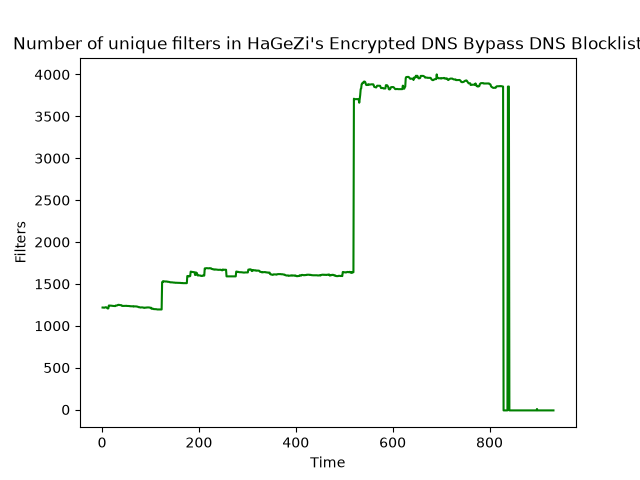 Number of unique filters in HaGeZi's Encrypted DNS Bypass DNS Blocklist
4000
3500
3000
2500
2000
1500
1000
500
0
Filters
0 200 400 600 800
Time